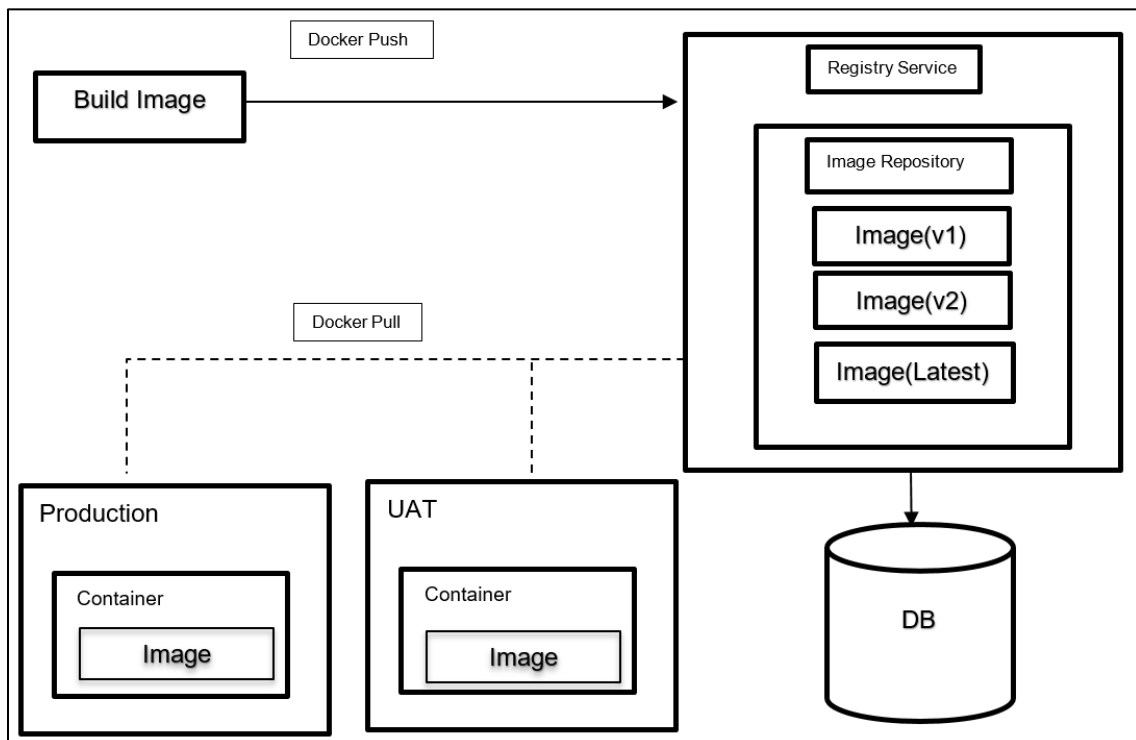 Docker Push
Build Image
Registry Service
Image Repository
Image(v1)
Image(v2)
Image(Latest)
Docker Pull
Production
Container
Image
UAT
Container
Image
DB